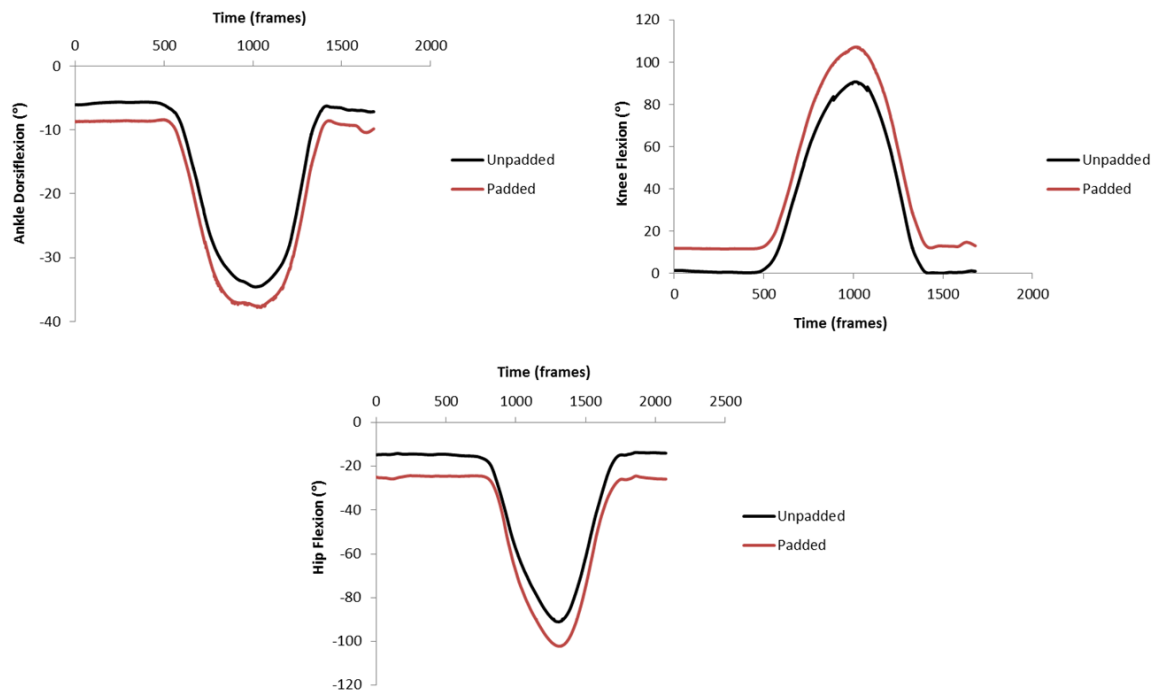 Time (frames)
0 500 1000 1500 2000
0
-10
-20
-30
-40
Ankle Dorsiflexion (°)
Unpadded
Padded
120
100
80
60
40
20
0
Knee Flexion (°)
0 500 1000 1500 2000
Time (frames)
Unpadded
Padded
Time (frames)
0 500 1000 1500 2000 2500
0
-20
-40
-60
-80
-100
-120
Hip Flexion (°)
Unpadded
Padded